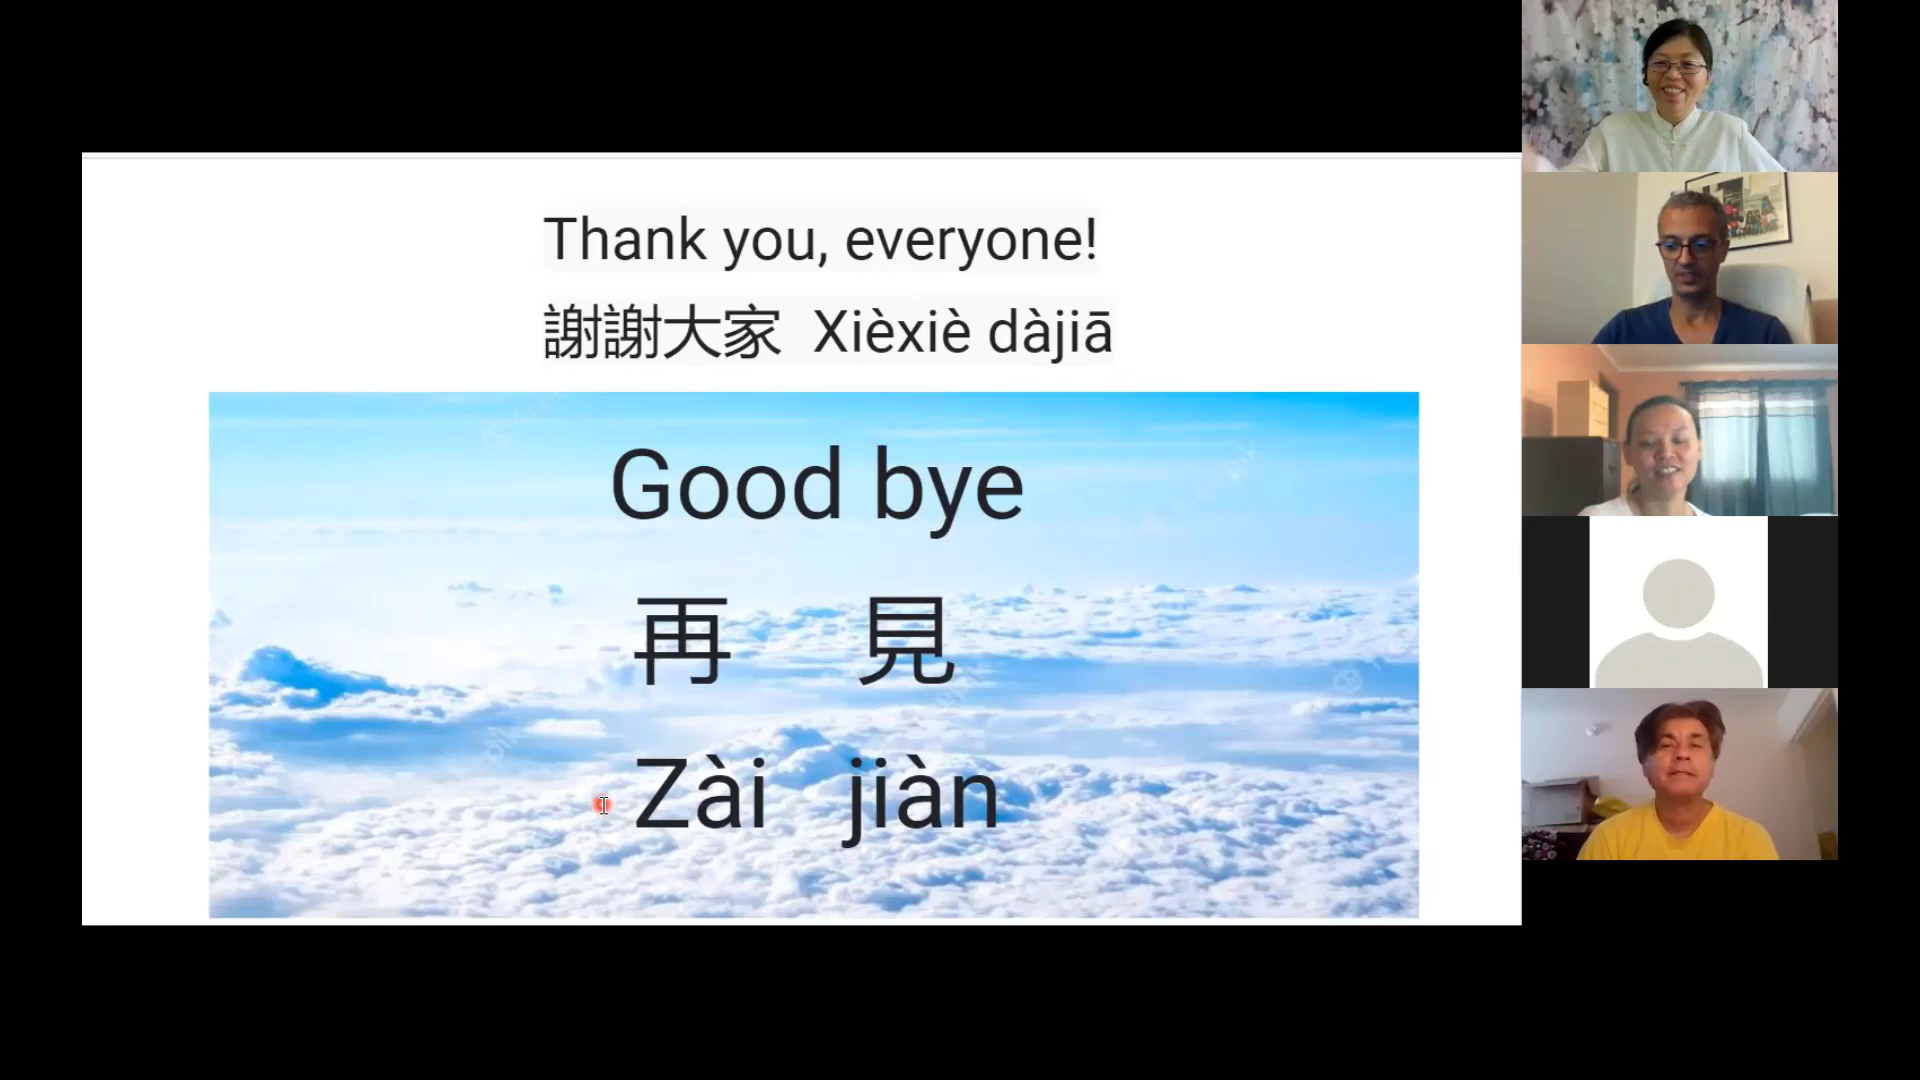 Thank you, everyone!
謝謝大家 Xièxiè dàjiā
Good bye
再 見
Zài jiàn